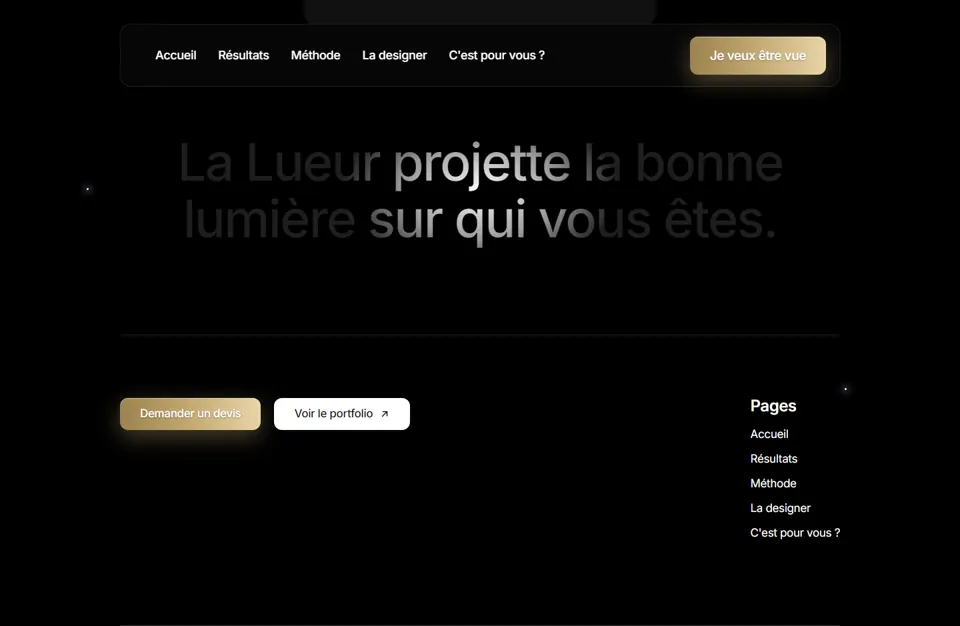 Accueil Résultats Méthode La designer C'est pour vous ? Je veux être vue
La Lueur projette la bonne
lumière sur qui vous êtes.
Demander un devis Voir le portfolio
Pages
Accueil
Résultats
Méthode
La designer
C'est pour vous ?